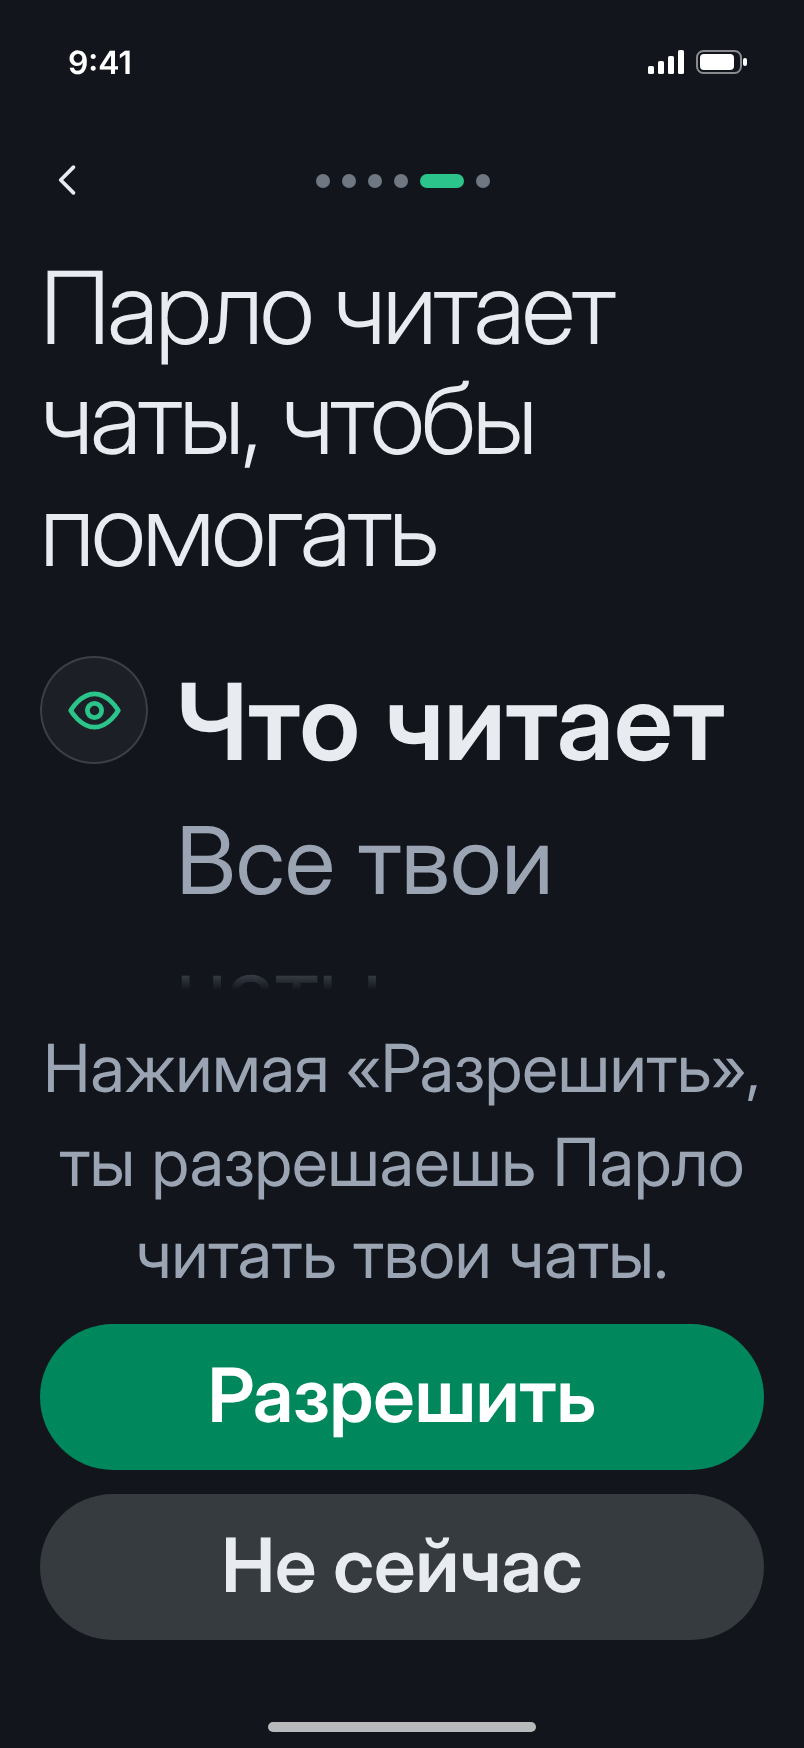 9:41
Парло читает
чаты, чтобы
помогать
Что читает
Все твои
Нажимая «Разрешить»,
ты разрешаешь Парло
читать твои чаты.
Разрешить
Не сейчас